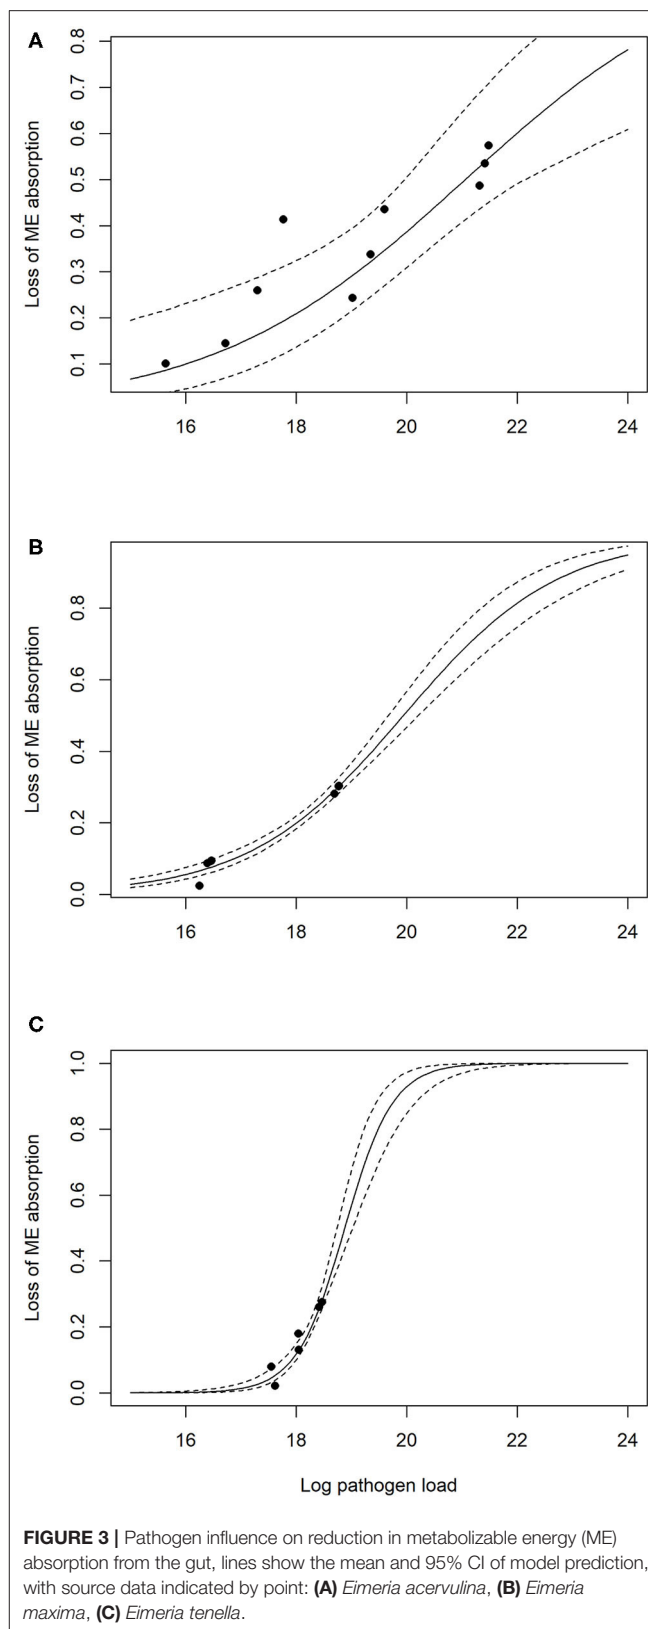 A
Loss of ME absorption
0.8
0.7
0.6
0.5
0.4
0.3
0.2
0.1
16 18 20 22 24
B
Loss of ME absorption
0.8
0.6
0.4
0.2
0.0
16 18 20 22 24
C
Loss of ME absorption
1.0
0.8
0.6
0.4
0.2
0.0
16 18 20 22 24
Log pathogen load
FIGURE 3 | Pathogen influence on reduction in metabolizable energy (ME)
absorption from the gut, lines show the mean and 95% CI of model prediction,
with source data indicated by point: (A) Eimeria acervulina, (B) Eimeria
maxima, (C) Eimeria tenella.